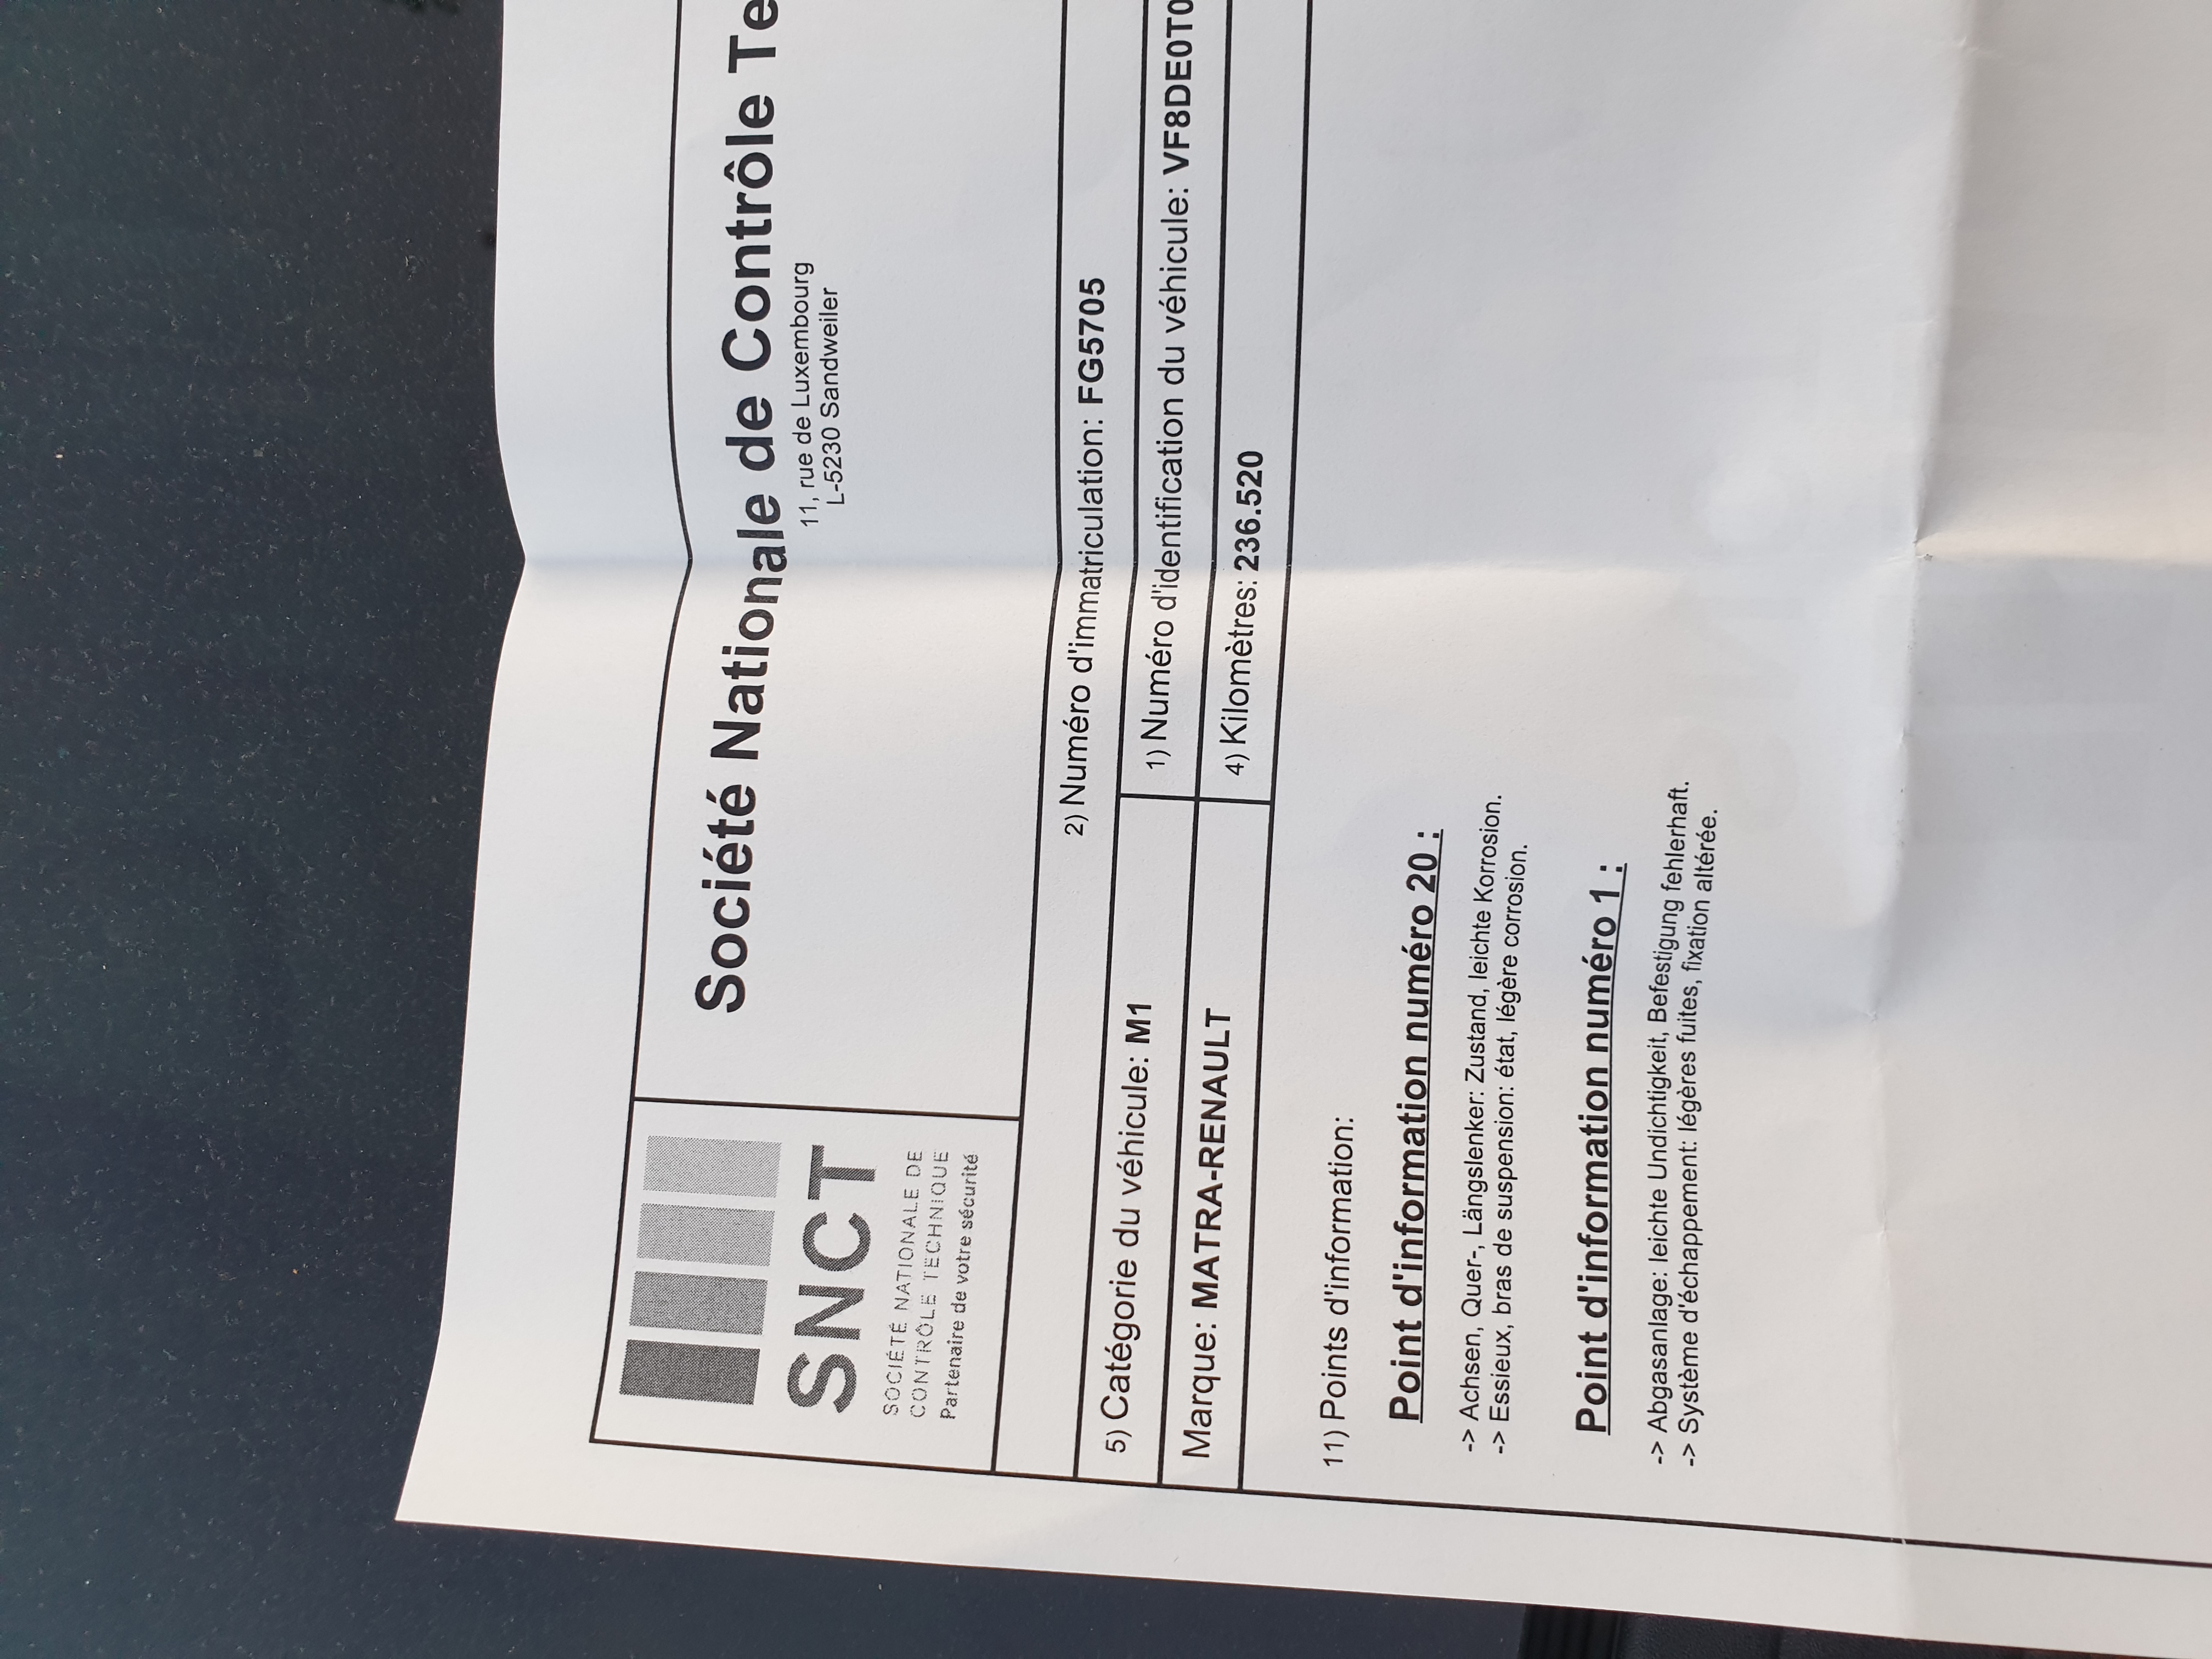 SNCT
SOCIÉTÉ NATIONALE DE
CONTRÔLE TECHNIQUE
Partenaire de votre sécurité
Société Nationale de Contrôle Te
11, rue de Luxembourg
L-5230 Sandweiler
2) Numéro d'immatriculation: FG5705
5) Catégorie du véhicule: M1
1) Numéro d'identification du véhicule: VF8DE0T0
Marque: MATRA-RENAULT
4) Kilomètres: 236.520
11) Points d'information:
Point d'information numéro 20 :
-> Achsen, Quer-, Längslenker: Zustand, leichte Korrosion.
-> Essieux, bras de suspension: état, légère corrosion.
Point d'information numéro 1 :
-> Abgasanlage: leichte Undichtigkeit, Befestigung fehlerhaft.
-> Système d'échappement: légères fuites, fixation altérée.